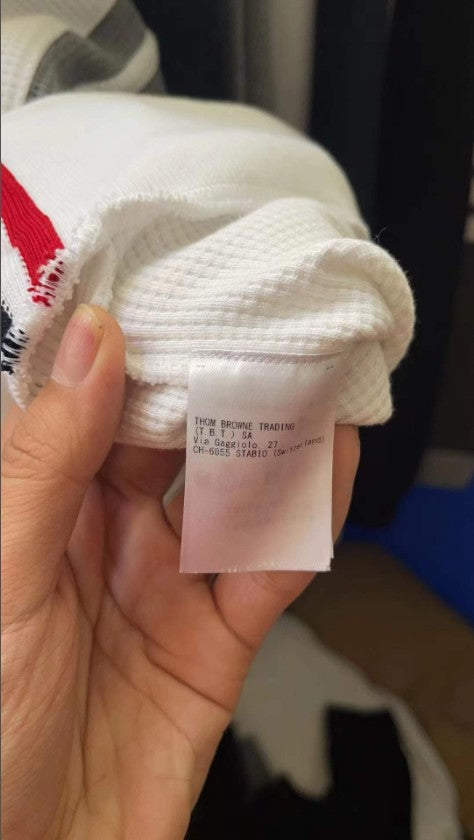 THOM BROWNE TRADING
(T.B.T.) SA
Via Gaggiolo, 27
CH-6855 STABIO (Switzerland)